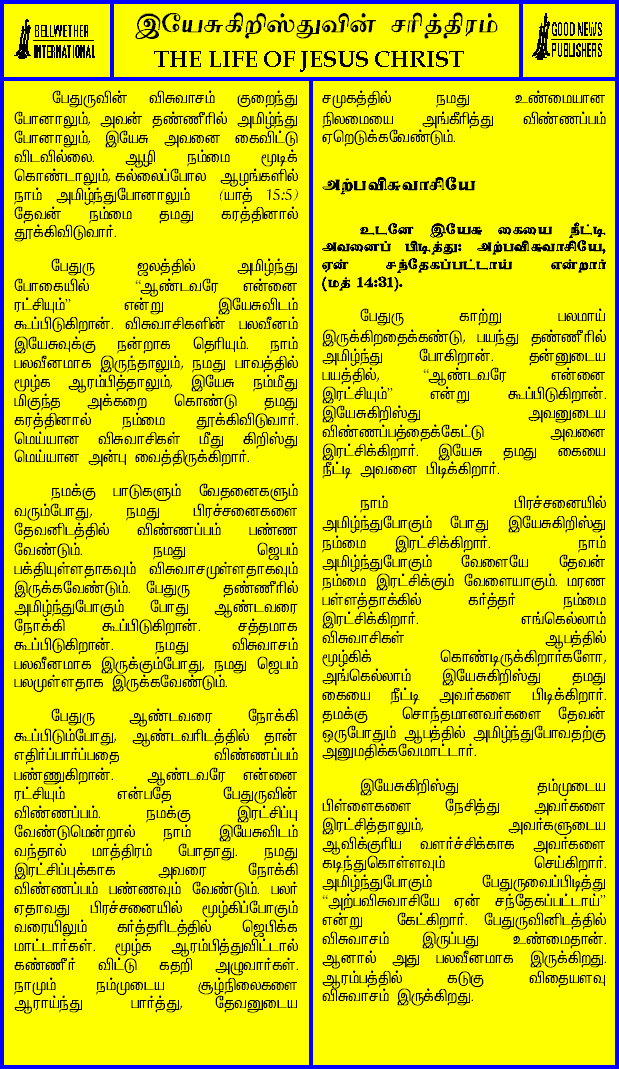 BELLWETHER
INTERNATIONAL
இயேசுகிறிஸ்துவின் சரித்திரம்
THE LIFE OF JESUS CHRIST
GOOD NEWS
PUBLISHERS
பேதுருவின் விசுவாசம் குறைந்து
போனாலும், அவன் தண்ணீரில் அமிழ்ந்து
போனாலும், இயேசு அவனை கைவிட்டு
விடவில்லை. ஆழி நம்மை மூடிக்
கொண்டாலும், கல்லைப்போல ஆழங்களில்
நாம் அமிழ்ந்துபோனாலும் (யாத் 15:5)
தேவன் நம்மை தமது கரத்தினால்
தூக்கிவிடுவார்.
பேதுரு ஜலத்தில் அமிழ்ந்து
போகையில் “ஆண்டவரே என்னை
ரட்சியும்” என்று இயேசுவிடம்
கூப்பிடுகிறான். விசுவாசிகளின் பலவீனம்
இயேசுவுக்கு நன்றாக தெரியும். நாம்
பலவீனமாக இருந்தாலும், நமது பாவத்தில்
மூழ்க ஆரம்பித்தாலும், இயேசு நம்மீது
மிகுந்த அக்கறை கொண்டு தமது
கரத்தினால் நம்மை தூக்கிவிடுவார்.
மெய்யான விசுவாசிகள் மீது கிறிஸ்து
மெய்யான அன்பு வைத்திருக்கிறார்.
நமக்கு பாடுகளும் வேதனைகளும்
வரும்போது, நமது பிரச்சனைகளை
தேவனிடத்தில் விண்ணப்பம் பண்ண
வேண்டும். நமது ஜெபம்
பக்தியுள்ளதாகவும் விசுவாசமுள்ளதாகவும்
இருக்கவேண்டும். பேதுரு தண்ணீரில்
அமிழ்ந்துபோகும் போது ஆண்டவரை
நோக்கி கூப்பிடுகிறான். சத்தமாக
கூப்பிடுகிறான். நமது விசுவாசம்
பலவீனமாக இருக்கும்போது, நமது ஜெபம்
பலமுள்ளதாக இருக்கவேண்டும்.
பேதுரு ஆண்டவரை நோக்கி
கூப்பிடும்போது, ஆண்டவரிடத்தில் தான்
எதிர்ப்பார்ப்பதை விண்ணப்பம்
பண்ணுகிறான். ஆண்டவரே என்னை
ரட்சியும் என்பதே பேதுருவின்
விண்ணப்பம். நமக்கு இரட்சிப்பு
வேண்டுமென்றால் நாம் இயேசுவிடம்
வந்தால் மாத்திரம் போதாது. நமது
இரட்சிப்புக்காக அவரை நோக்கி
விண்ணப்பம் பண்ணவும் வேண்டும். பலர்
ஏதாவது பிரச்சனையில் மூழ்கிப்போகும்
வரையிலும் கர்த்தரிடத்தில் ஜெபிக்க
மாட்டார்கள். மூழ்க ஆரம்பித்துவிட்டால்
கண்ணீர் விட்டு கதறி அழுவார்கள்.
நாமும் நம்முடைய சூழ்நிலைகளை
ஆராய்ந்து பார்த்து, தேவனுடைய
சமுகத்தில் நமது உண்மையான
நிலமையை அங்கீரித்து விண்ணப்பம்
ஏறெடுக்கவேண்டும்.
அற்பவிசுவாசியே
உடனே இயேசு கையை நீட்டி
அவனைப் பிடித்து: அற்பவிசுவாசியே,
ஏன் சந்தேகப்பட்டாய் என்றார்
(மத் 14:31).
பேதுரு காற்று பலமாய்
இருக்கிறதைக்கண்டு, பயந்து தண்ணீரில்
அமிழ்ந்து போகிறான். தன்னுடைய
பயத்தில், “ஆண்டவரே என்னை
இரட்சியும்” என்று கூப்பிடுகிறான்.
இயேசுகிறிஸ்து அவனுடைய
விண்ணப்பத்தைக்கேட்டு அவனை
இரட்சிக்கிறார். இயேசு தமது கையை
நீட்டி அவனை பிடிக்கிறார்.
நாம் பிரச்சனையில்
அமிழ்ந்துபோகும் போது இயேசுகிறிஸ்து
நம்மை இரட்சிக்கிறார். நாம்
அமிழ்ந்துபோகும் வேளையே தேவன்
நம்மை இரட்சிக்கும் வேளையாகும். மரண
பள்ளத்தாக்கில் கர்த்தர் நம்மை
இரட்சிக்கிறார். எங்கெல்லாம்
விசுவாசிகள் ஆபத்தில்
மூழ்கிக் கொண்டிருக்கிறார்களோ,
அங்கெல்லாம் இயேசுகிறிஸ்து தமது
கையை நீட்டி அவர்களை பிடிக்கிறார்.
தமக்கு சொந்தமானவர்களை தேவன்
ஒருபோதும் ஆபத்தில் அமிழ்ந்துபோவதற்கு
அனுமதிக்கவேமாட்டார்.
இயேசுகிறிஸ்து தம்முடைய
பிள்ளைகளை நேசித்து அவர்களை
இரட்சித்தாலும், அவர்களுடைய
ஆவிக்குரிய வளர்ச்சிக்காக அவர்களை
கடிந்துகொள்ளவும் செய்கிறார்.
அமிழ்ந்துபோகும் பேதுருவைப்பிடித்து
“அற்பவிசுவாசியே ஏன் சந்தேகப்பட்டாய்”
என்று கேட்கிறார். பேதுருவினிடத்தில்
விசுவாசம் இருப்பது உண்மைதான்.
ஆனால் அது பலவீனமாக இருக்கிறது.
ஆரம்பத்தில் கடுகு விதையளவு
விசுவாசம் இருக்கிறது.